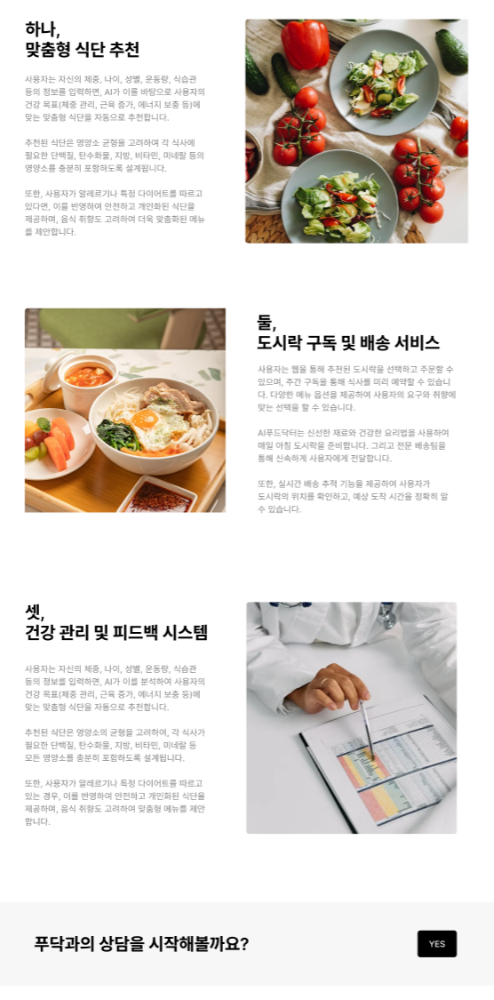 하나,
맞춤형 식단 추천
사용자는 자신의 체중, 나이, 성별, 운동량, 식습관
등의 정보를 입력하면, AI가 이를 바탕으로 사용자의
건강 목표(체중 관리, 근육 증가, 에너지 보충 등)에
맞는 맞춤형 식단을 자동으로 추천합니다.
추천된 식단은 영양소 균형을 고려하여 각 식사에
필요한 단백질, 탄수화물, 지방, 비타민, 미네랄 등의
영양소를 충분히 포함하도록 설계됩니다.
또한, 사용자가 알레르기나 특정 다이어트를 따르고
있다면, 이를 반영하여 안전하고 개인화된 식단을
제공하며, 음식 취향도 고려하여 더욱 맞춤화된 메뉴
를 제안합니다.
둘,
도시락 구독 및 배송 서비스
사용자는 웹을 통해 추천된 도시락을 선택하고 주문할 수
있으며, 주간 구독을 통해 식사를 미리 예약할 수 있습니
다. 다양한 메뉴 옵션을 제공하여 사용자의 요구와 취향에
맞는 선택을 할 수 있습니다.
AI푸드닥터는 신선한 재료와 건강한 요리법을 사용하여
매일 아침 도시락을 준비합니다. 그리고 전문 배송팀을
통해 신속하게 사용자에게 전달합니다.
또한, 실시간 배송 추적 기능을 제공하여 사용자가
도시락의 위치를 확인하고, 예상 도착 시간을 정확히 알
수 있습니다.
셋,
건강 관리 및 피드백 시스템
사용자는 자신의 체중, 나이, 성별, 운동량, 식습관
등의 정보를 입력하면, AI가 이를 분석하여 사용자의
건강 목표(체중 관리, 근육 증가, 에너지 보충 등)에
맞는 맞춤형 식단을 자동으로 추천합니다.
추천된 식단은 영양소의 균형을 고려하여, 각 식사가
필요한 단백질, 탄수화물, 지방, 비타민, 미네랄 등
모든 영양소를 충분히 포함하도록 설계됩니다.
또한, 사용자가 알레르기나 특정 다이어트를 따르고
있는 경우, 이를 반영하여 안전하고 개인화된 식단을
제공하며, 음식 취향도 고려하여 맞춤형 메뉴를 제안
합니다.
푸닥과의 상담을 시작해볼까요?
YES